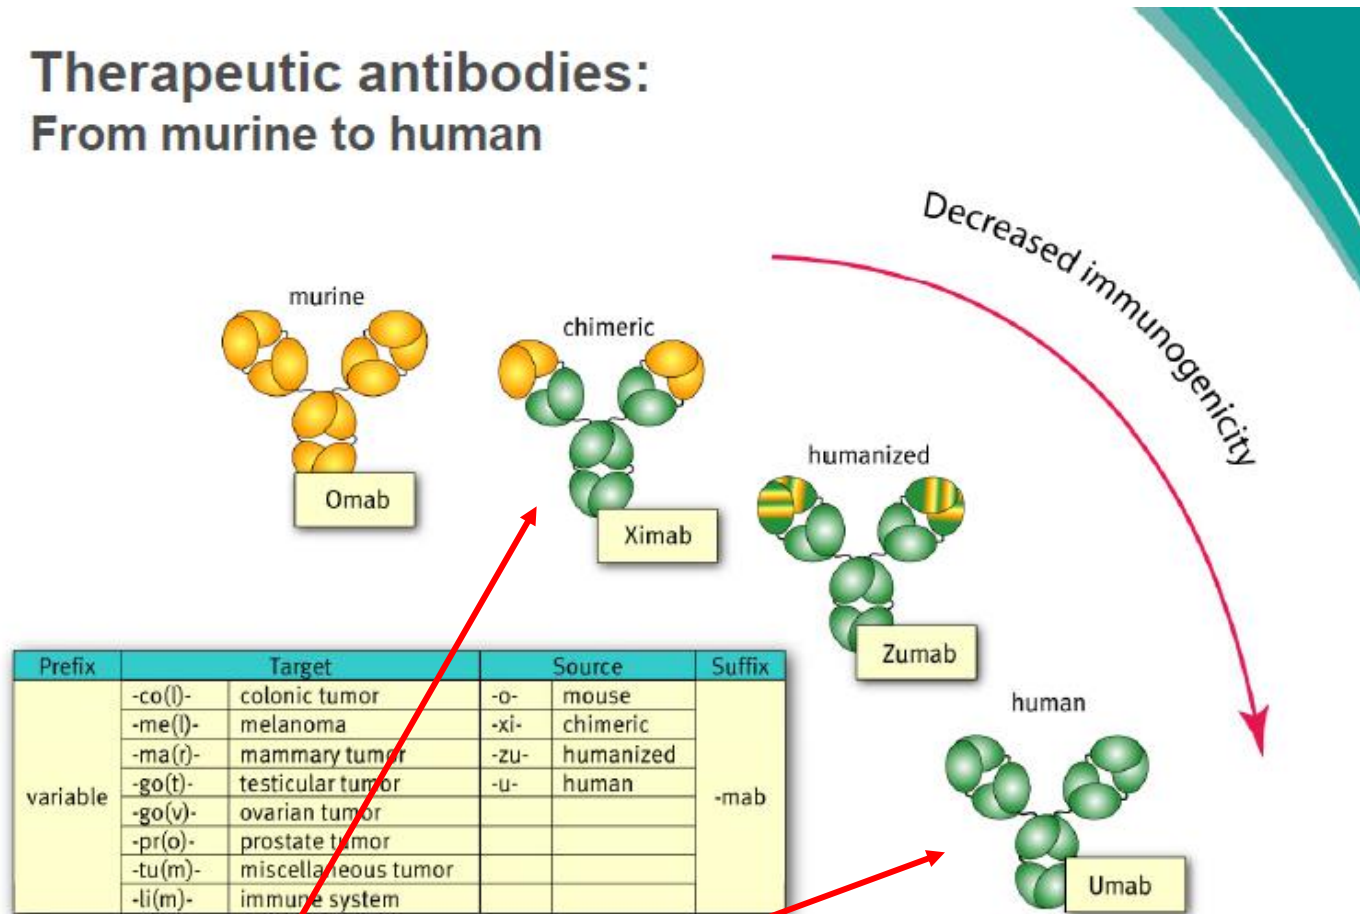 Therapeutic antibodies:
From murine to human
Decreased immunogenicity
murine
Omab
chimeric
Ximab
humanized
Zumab
human
Umab
Prefix Target Source Suffix
variable -mab
-co(l)- colonic tumor -o- mouse
-me(l)- melanoma -xi- chimeric
-ma(r)- mammary tumor -zu- humanized
-go(t)- testicular tumor -u- human
-go(v)- ovarian tumor
-pr(o)- prostate tumor
-tu(m)- miscellaneous tumor
-li(m)- immune system